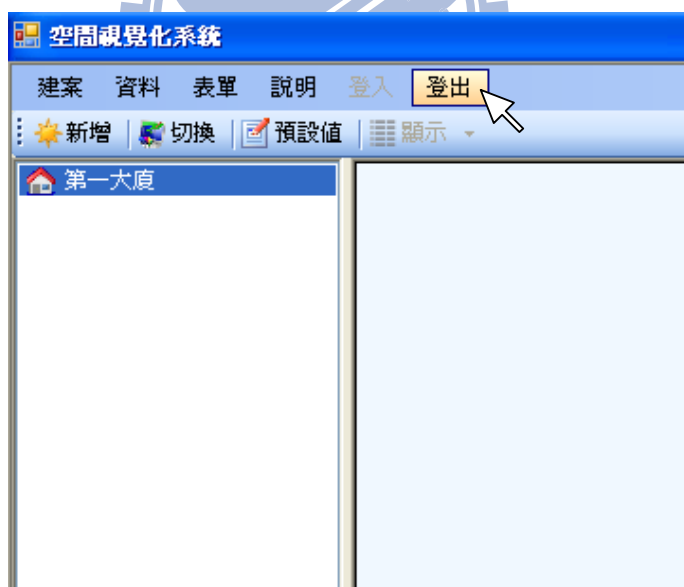 空間視覺化系統
建案 資料 表單 說明 登入 登出
新增 切換 預設值 顯示
第一大廈